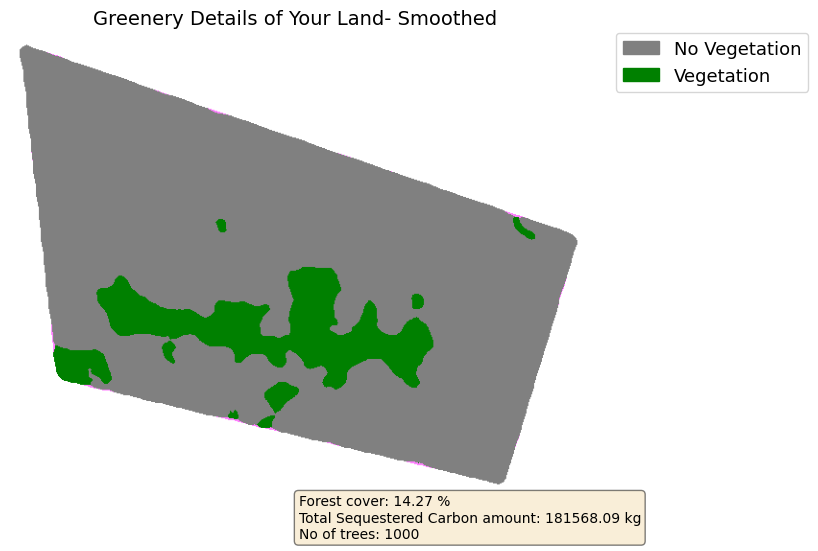 Greenery Details of Your Land- Smoothed
No Vegetation
Vegetation
Forest cover: 14.27 %
Total Sequestered Carbon amount: 181568.09 kg
No of trees: 1000